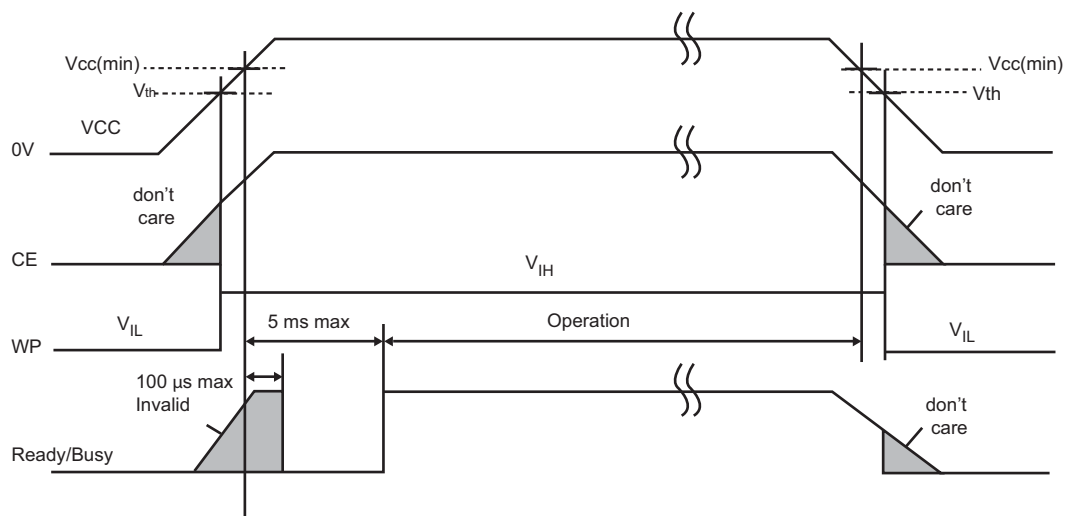 Vcc(min)
Vcc(min)
Vth
Vth
VCC
0V
don't
care
don't
care
CE
VIH
VIL
5 ms max
Operation
VIL
WP
100 µs max
Invalid
don't
care
Ready/Busy